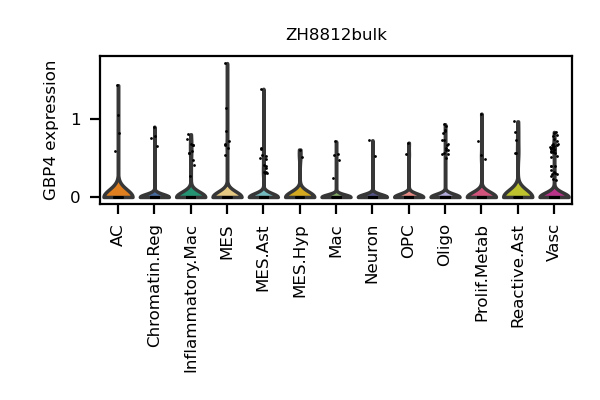 ZH8812bulk
GBP4 expression
1
0
AC
Chromatin.Reg
Inflammatory.Mac
MES
MES.Ast
MES.Hyp
Mac
Neuron
OPC
Oligo
Prolif.Metab
Reactive.Ast
Vasc